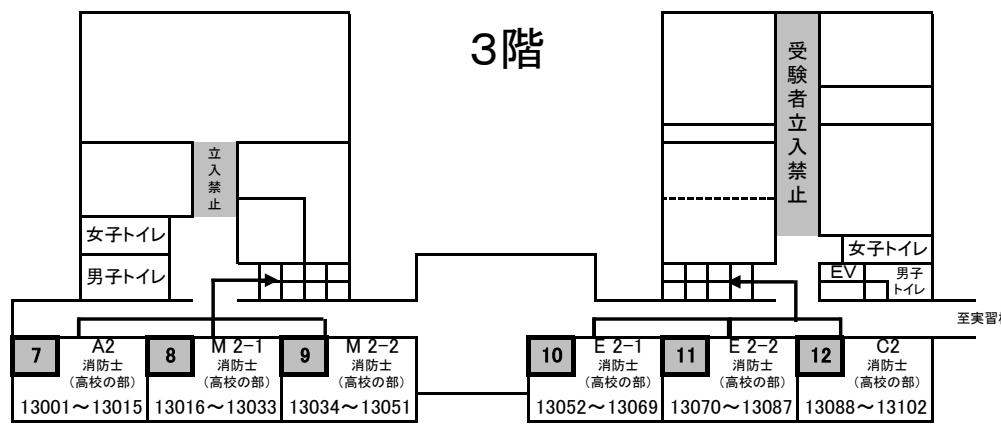 3階
立入禁止
受験者立入禁止
女子トイレ
男子トイレ
女子トイレ
EV
男子
トイレ
至実習
7
A2
消防士
(高校の部)
13001～13015
8
M 2-1
消防士
(高校の部)
13016～13033
9
M 2-2
消防士
(高校の部)
13034～13051
10
E 2-1
消防士
(高校の部)
13052～13069
11
E 2-2
消防士
(高校の部)
13070～13087
12
C2
消防士
(高校の部)
13088～13102